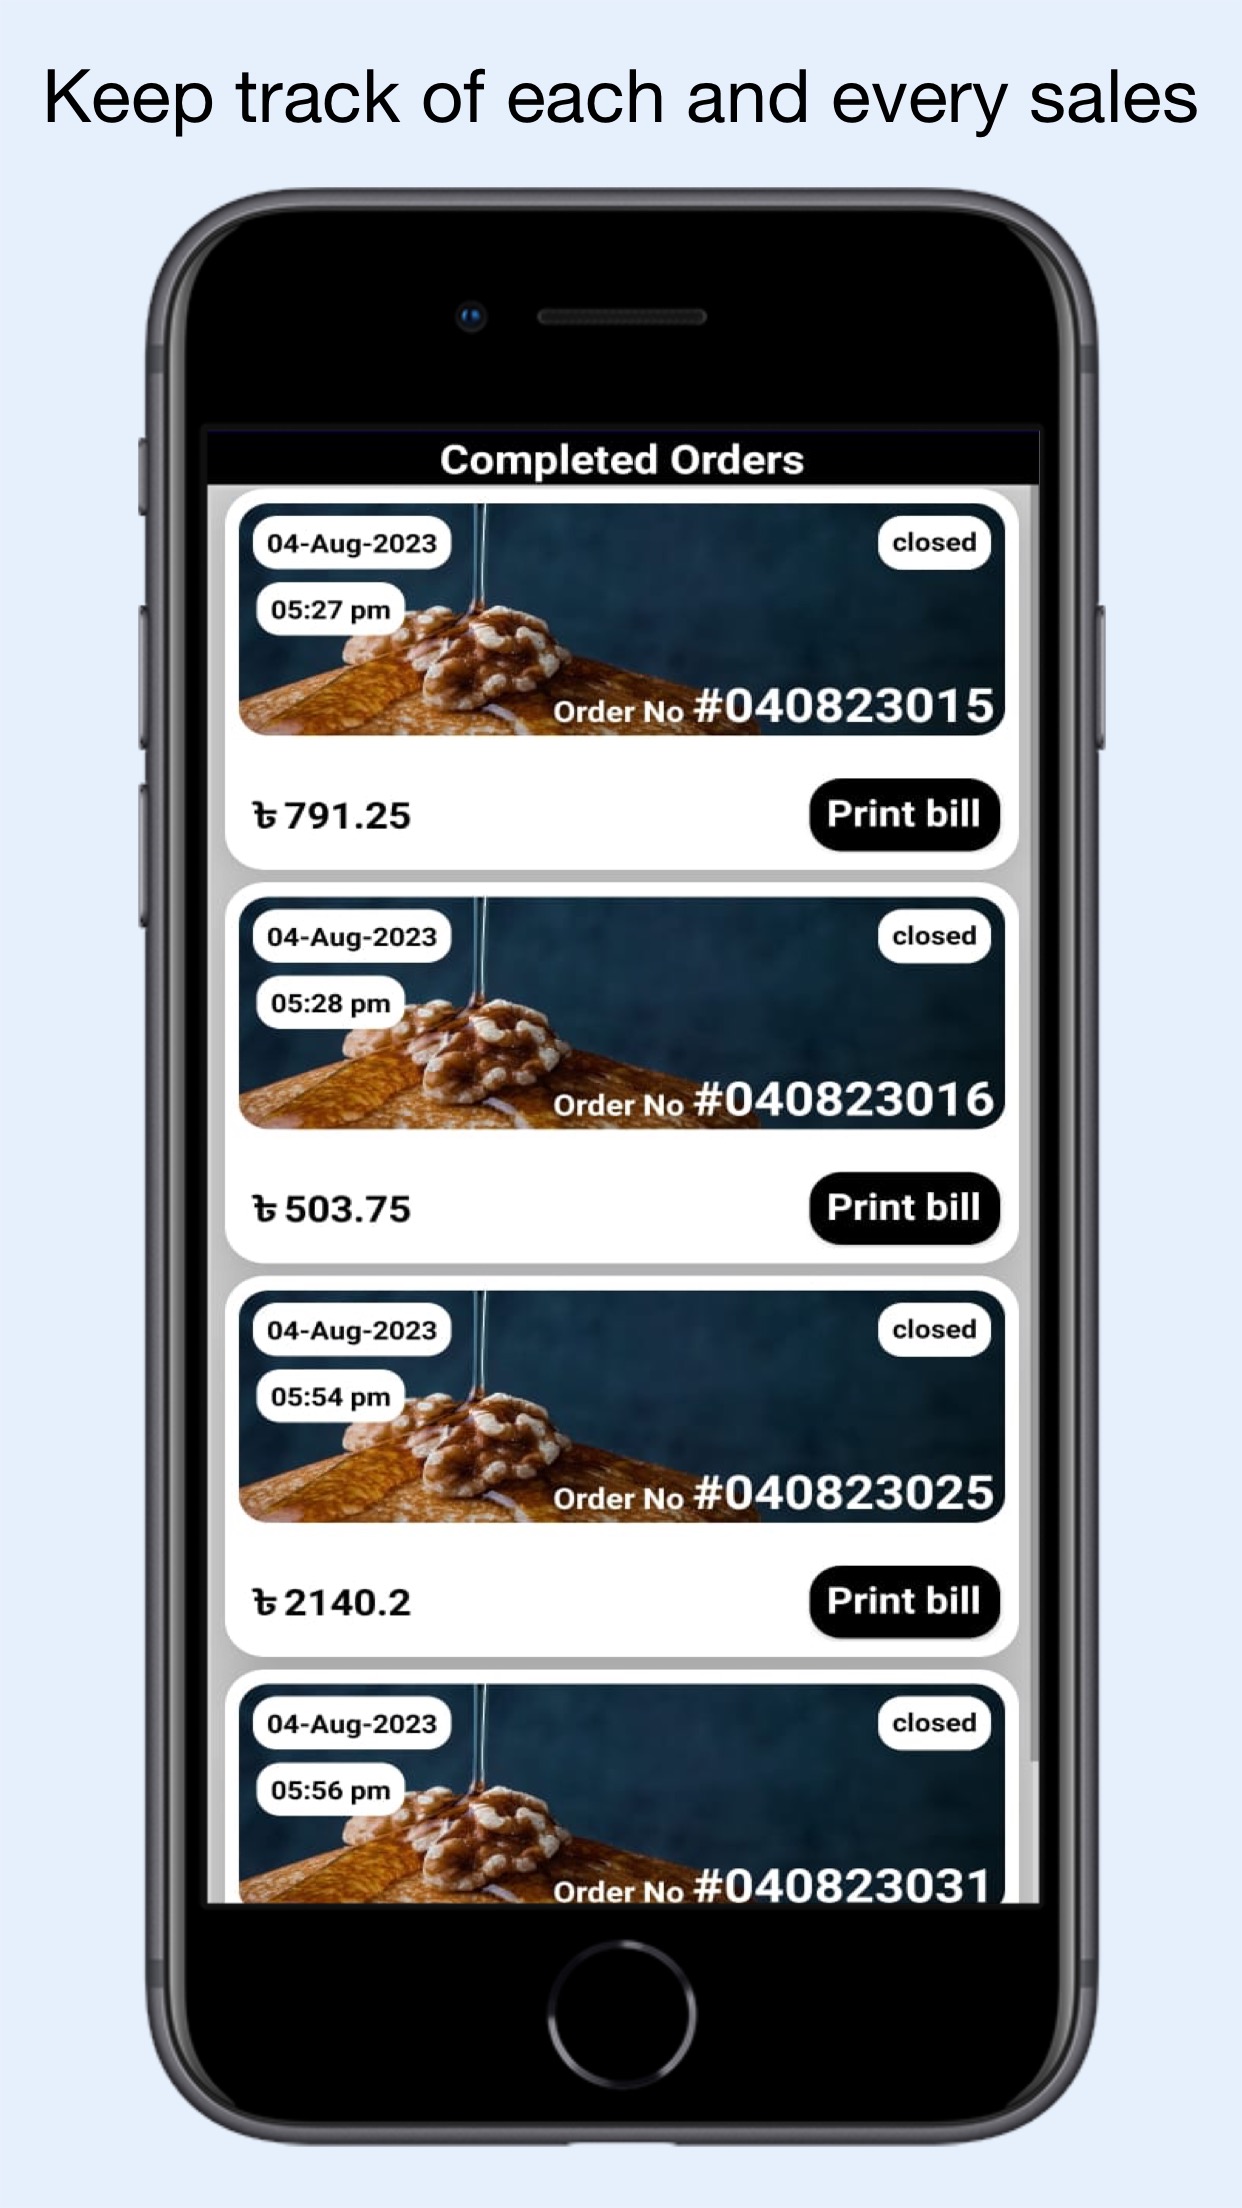 Keep track of each and every sales
Completed Orders
04-Aug-2023 closed
05:27 pm
Order No #040823015
৳ 791.25 Print bill
04-Aug-2023 closed
05:28 pm
Order No #040823016
৳ 503.75 Print bill
04-Aug-2023 closed
05:54 pm
Order No #040823025
৳ 2140.2 Print bill
04-Aug-2023 closed
05:56 pm
Order No #040823031